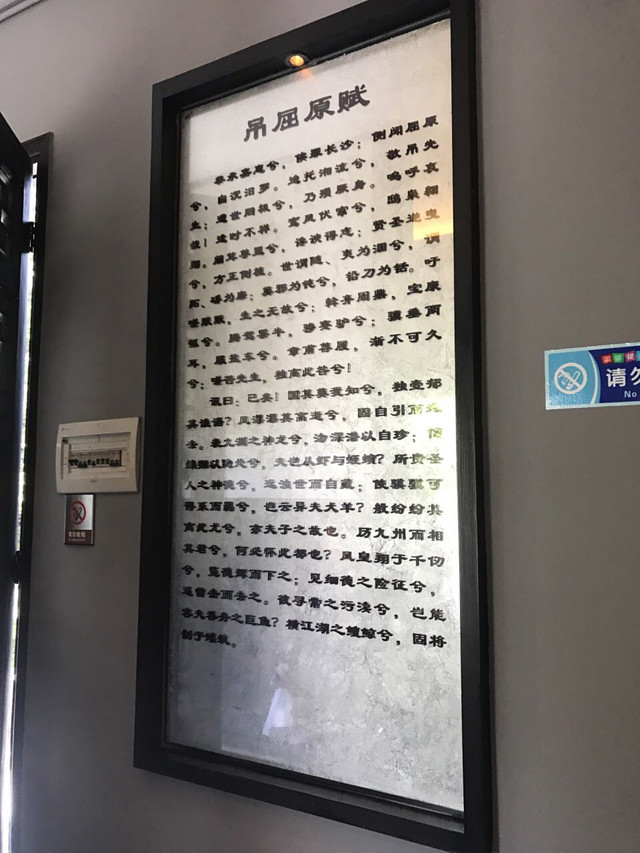 吊屈原赋
恭承嘉惠兮，俟罪长沙；侧闻屈原
兮，自沉汨罗。造托湘流兮，敬吊先
生；遭世罔极兮，乃殒厥身。呜呼哀
哉！逢时不祥。鸾凤伏窜兮，鸱枭翱
翔。阘茸尊显兮，谗谀得志；贤圣逆曳
兮，方正倒植。世谓随、夷为溷兮，谓
跖、蹻为廉；莫邪为钝兮，铅刀为铦。吁
嗟默默，生之无故兮；斡弃周鼎，宝康
瓠兮。腾驾罢牛，骖蹇驴兮；骥垂两
耳，服盐车兮。章甫荐履，渐不可久
兮；嗟苦先生，独离此咎兮！
讯曰：已矣！国其莫我知兮，独壹郁
其谁语？凤漂漂其高逝兮，固自引而远
去。袭九渊之神龙兮，沕深潜以自珍；偭
蟂獭以隐处兮，夫岂从虾与蛭螾？所贵圣
人之神德兮，远浊世而自藏；使骐骥可
得系而羁兮，岂云异夫犬羊？般纷纷其
离此尤兮，亦夫子之故也。历九州而相
其君兮，何必怀此都也？凤皇翔于千仞
兮，览德辉而下之；见细德之险征兮，
遥曾击而去之。彼寻常之污渎兮，岂能
容夫吞舟之巨鱼？横江湖之鳣鲸兮，固将
制于蝼蚁。
请勿
No